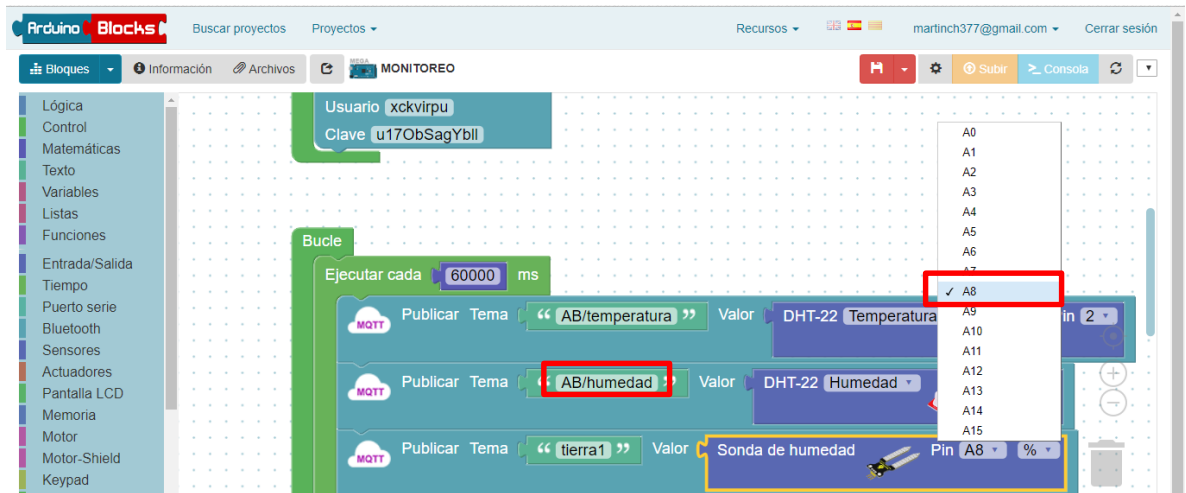 Arduino Blocks Buscar proyectos Proyectos Recursos martinch377@gmail.com Cerrar sesión
Bloques Información Archivos MEGA MONITOREO Subir >_ Consola
Lógica
Control
Matemáticas
Texto
Variables
Listas
Funciones
Entrada/Salida
Tiempo
Puerto serie
Bluetooth
Sensores
Actuadores
Pantalla LCD
Memoria
Motor
Motor-Shield
Keypad
Usuario xckvirpu
Clave u17ObSagYbll
Bucle
Ejecutar cada 60000 ms
MQTT Publicar Tema “ AB/temperatura ” Valor DHT-22 Temperatura in 2
MQTT Publicar Tema “ AB/humedad ” Valor DHT-22 Humedad
MQTT Publicar Tema “ tierra1 ” Valor Sonda de humedad Pin A8 %
A0
A1
A2
A3
A4
A5
A6
A7
✓ A8
A9
A10
A11
A12
A13
A14
A15